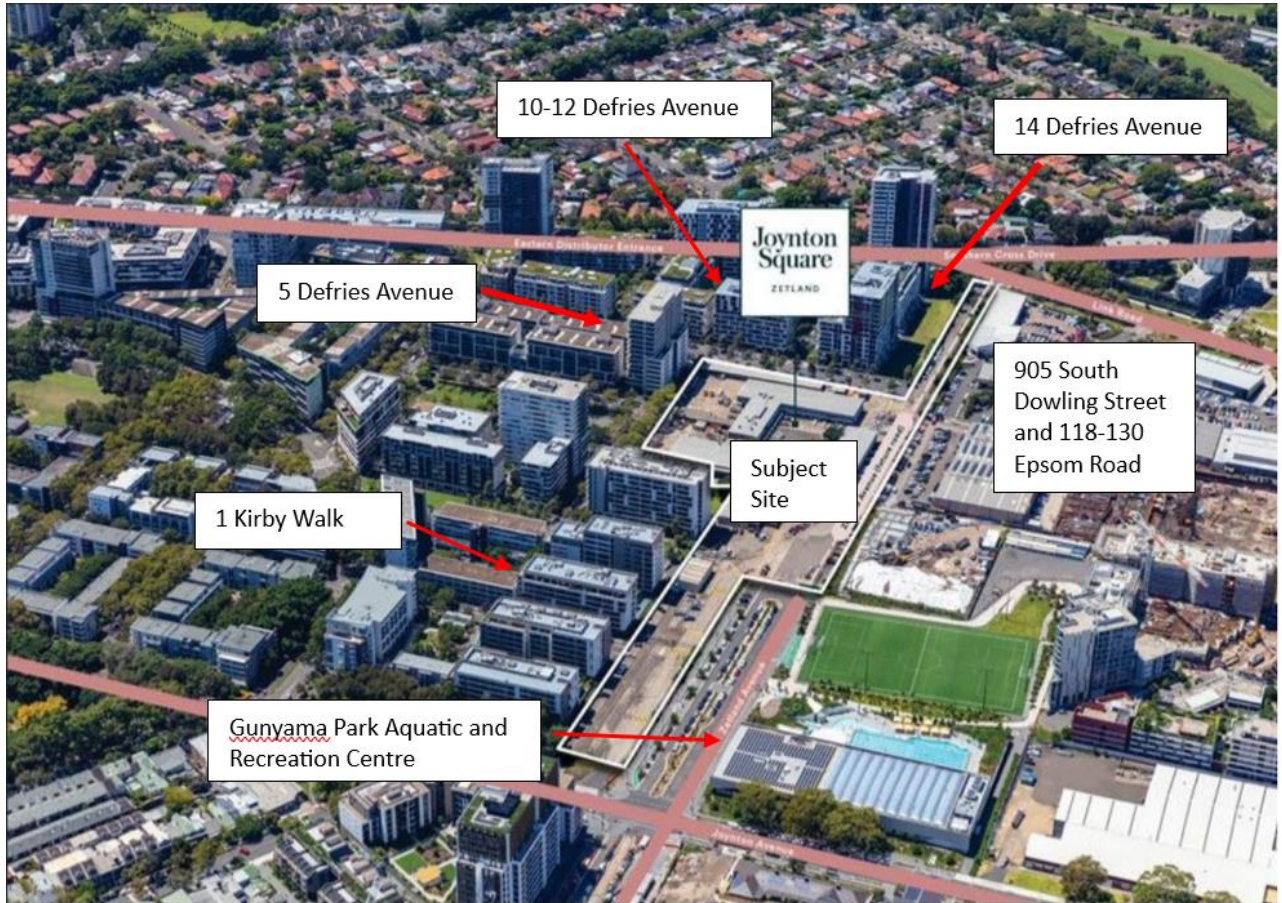 10-12 Defries Avenue
14 Defries Avenue
Joynton
Square
ZETLAND
Eastern Distributor Entrance
Southern Cross Drive
5 Defries Avenue
Link Road
905 South
Dowling Street
and 118-130
Epsom Road
Subject
Site
1 Kirby Walk
Zetland Avenue
Gunyama Park Aquatic and
Recreation Centre
Joynton Avenue